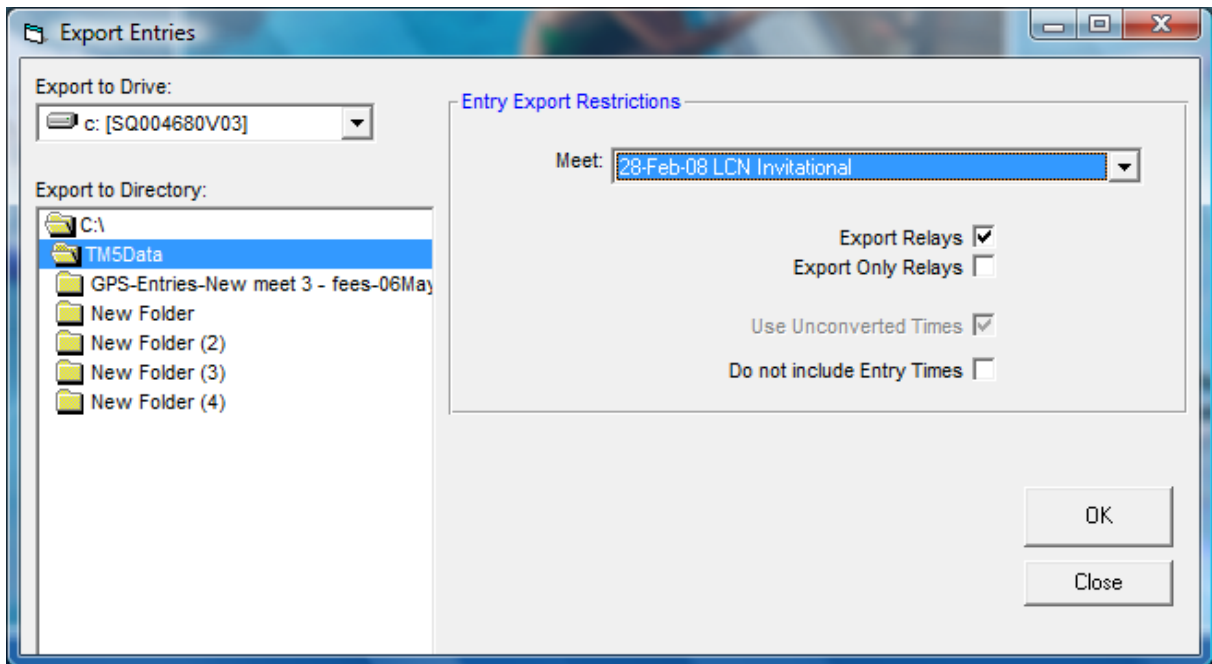 Export Entries
Export to Drive:
c: [SQ004680V03]
Export to Directory:
C:\
TM5Data
GPS-Entries-New meet 3 - fees-06May
New Folder
New Folder (2)
New Folder (3)
New Folder (4)
Entry Export Restrictions
Meet: 28-Feb-08 LCN Invitational
Export Relays
Export Only Relays
Use Unconverted Times
Do not include Entry Times
OK
Close